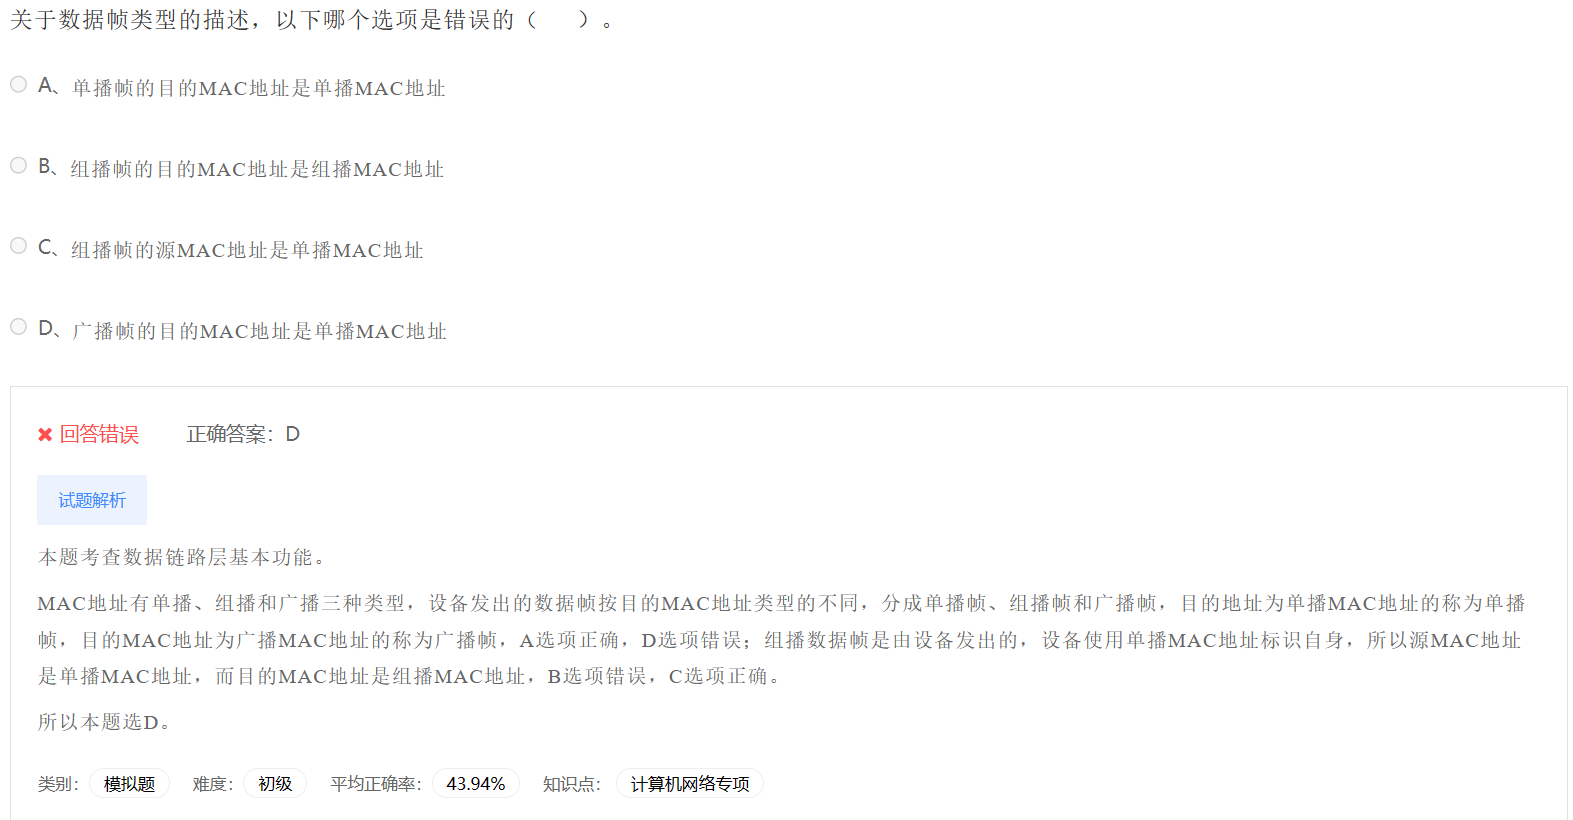 关于数据帧类型的描述，以下哪个选项是错误的（　　）。
A、单播帧的目的MAC地址是单播MAC地址
B、组播帧的目的MAC地址是组播MAC地址
C、组播帧的源MAC地址是单播MAC地址
D、广播帧的目的MAC地址是单播MAC地址
✖ 回答错误 正确答案：D
试题解析
本题考查数据链路层基本功能。
MAC地址有单播、组播和广播三种类型，设备发出的数据帧按目的MAC地址类型的不同，分成单播帧、组播帧和广播帧，目的地址为单播MAC地址的称为单播
帧，目的MAC地址为广播MAC地址的称为广播帧，A选项正确，D选项错误；组播数据帧是由设备发出的，设备使用单播MAC地址标识自身，所以源MAC地址
是单播MAC地址，而目的MAC地址是组播MAC地址，B选项错误，C选项正确。
所以本题选D。
类别： 模拟题 难度： 初级 平均正确率： 43.94% 知识点： 计算机网络专项